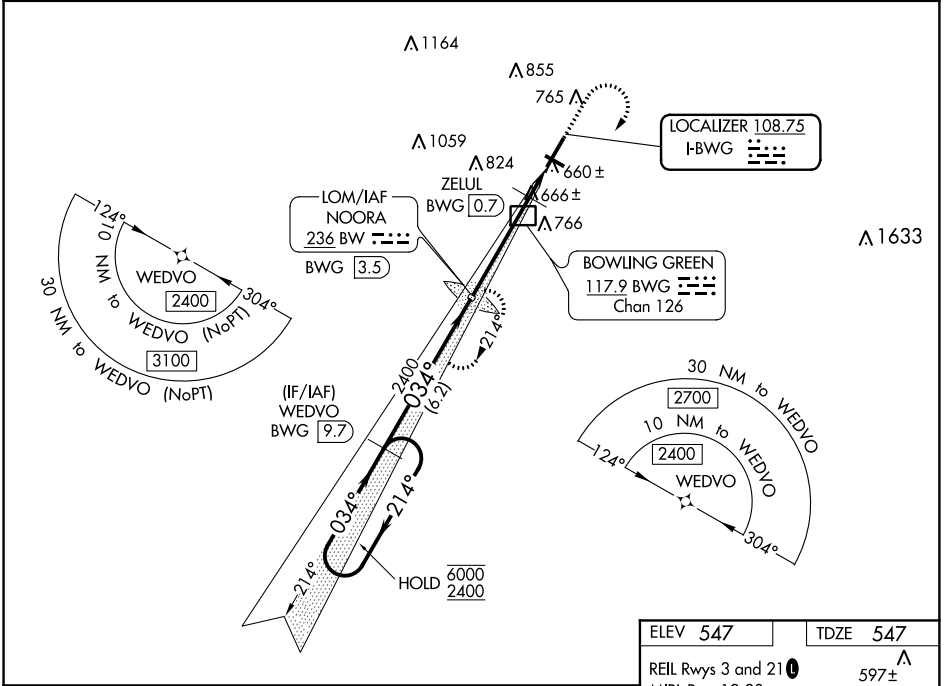 1164
855
765
LOCALIZER 108.75
I-BWG
1059
824
660 ±
ZELUL
BWG 0.7
666 ±
LOM/IAF
NOORA
236 BW
BWG 3.5
766
1633
BOWLING GREEN
117.9 BWG
Chan 126
124°
10 NM to WEDVO (NoPT)
WEDVO
2400
304°
30 NM to WEDVO (NoPT)
3100
214°
2400
034°
(6.2)
(IF/IAF)
WEDVO
BWG 9.7
30 NM to WEDVO
2700
10 NM to WEDVO
2400
124°
WEDVO
304°
034°
214°
214°
HOLD 6000
2400
ELEV 547
TDZE 547
REIL Rwys 3 and 21 L
597 ±